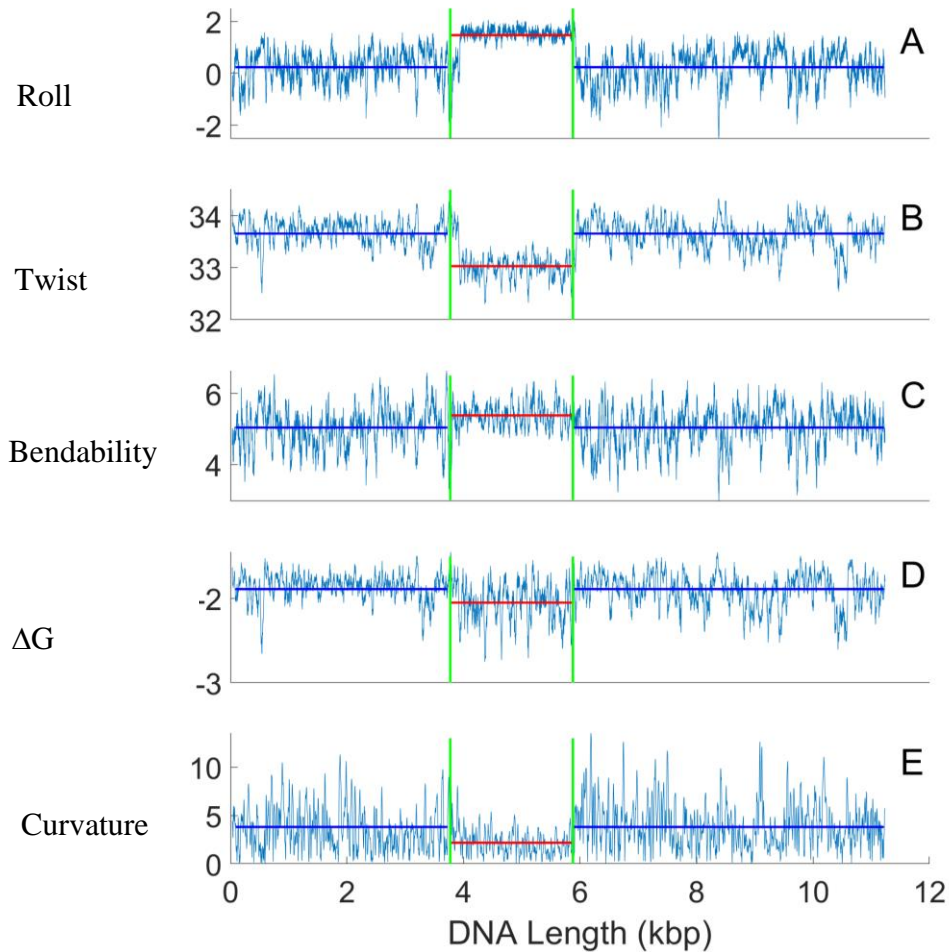 2
0
-2
Roll
A
34
33
32
Twist
B
6
4
Bendability
C
-2
-3
ΔG
D
10
5
0
Curvature
E
0 2 4 6 8 10 12
DNA Length (kbp)